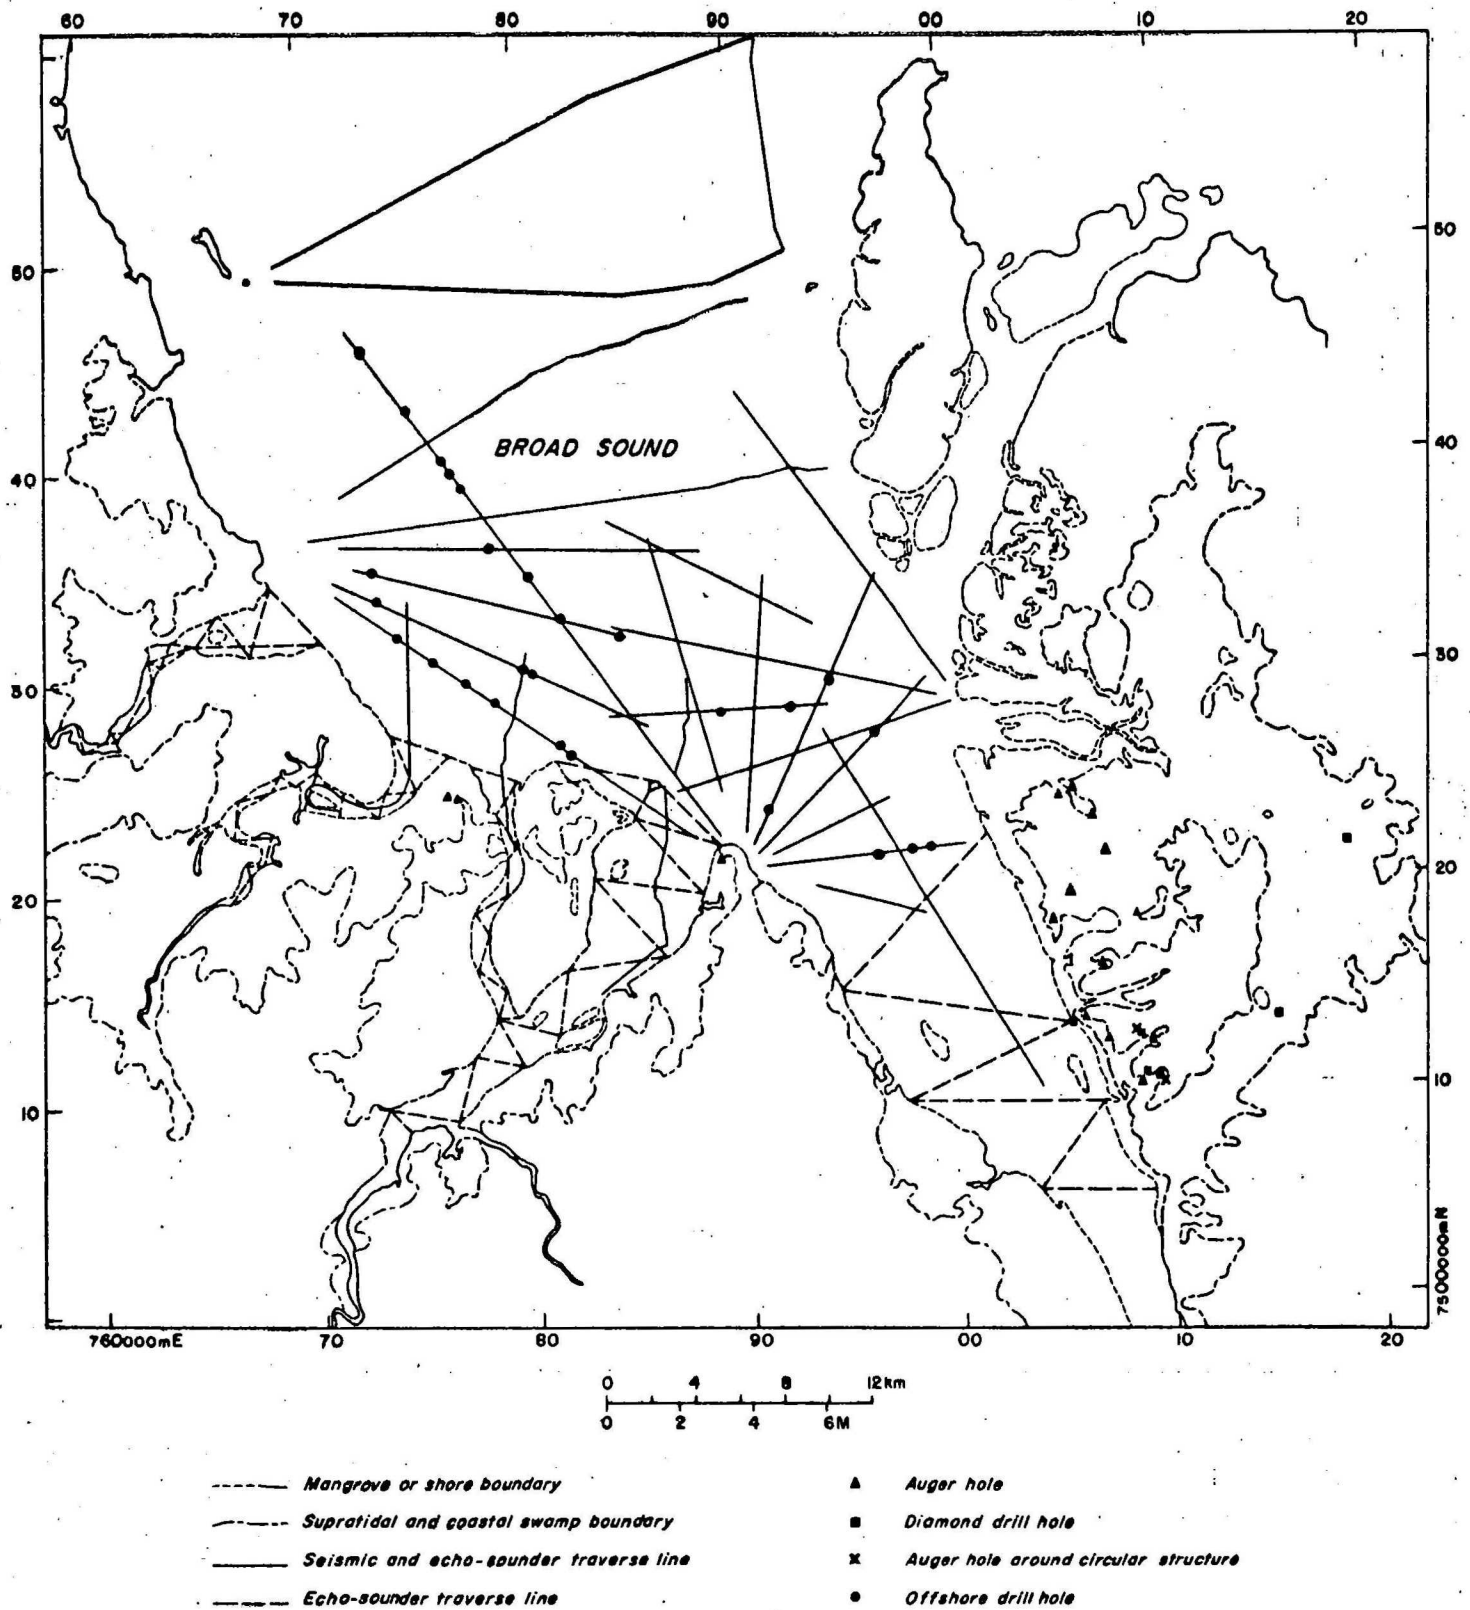 60 70 80 90 00 10 20
50
50
BROAD SOUND
40
40
30
30
20
20
10
10
7500000mN
760000mE 70 80 90 00 10 20
0 4 8 12km
0 2 4 6M
Mangrove or shore boundary
Supratidal and coastal swamp boundary
Seismic and echo-sounder traverse line
Echo-sounder traverse line
Auger hole
Diamond drill hole
Auger hole around circular structure
Offshore drill hole